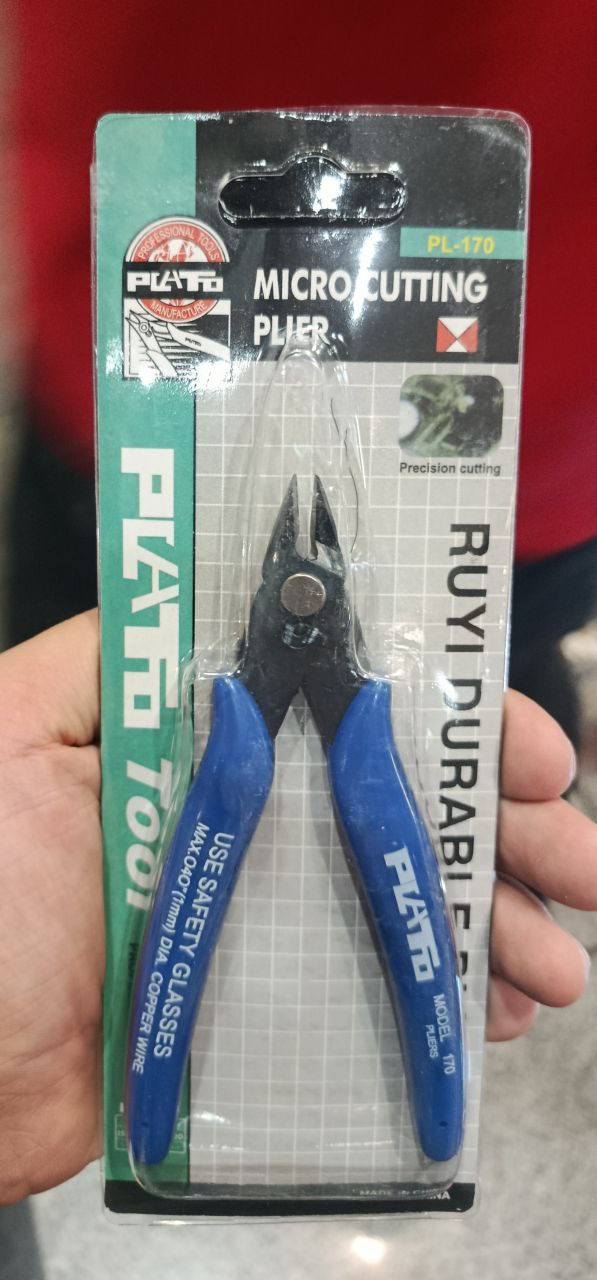 PL-170
PROFESSIONAL TOOLS
PLATO
MANUFACTURE
MICRO CUTTING
PLIER
Precision cutting
PLATO TOOL
RUYI DURABLE
USE SAFETY GLASSES
MAX.040"(1mm) DIA. COPPER WIRE
PLATO
MODEL 170
PLIERS
MADE IN CHINA